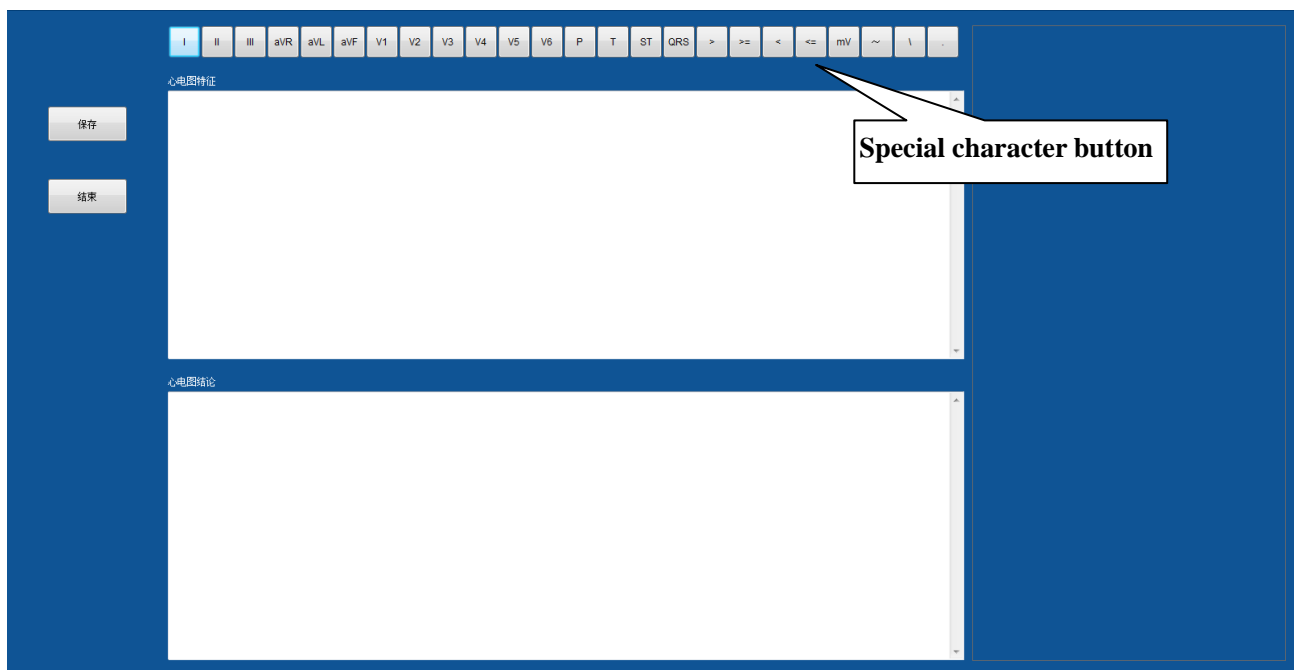 I II III aVR aVL aVF V1 V2 V3 V4 V5 V6 P T ST QRS > >= < <= mV ～ \ .
心电图特征
保存
Special character button
结束
心电图结论